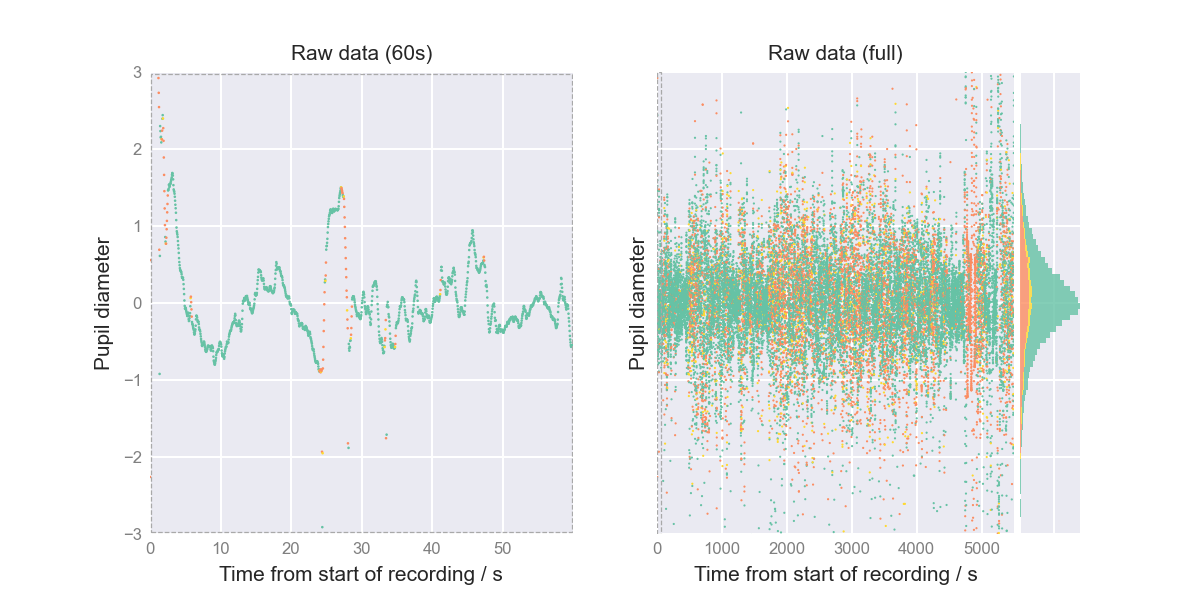 Raw data (60s)
Pupil diameter
3
2
1
0
−1
−2
−3
0 10 20 30 40 50
Time from start of recording / s
Raw data (full)
Pupil diameter
0 1000 2000 3000 4000 5000
Time from start of recording / s